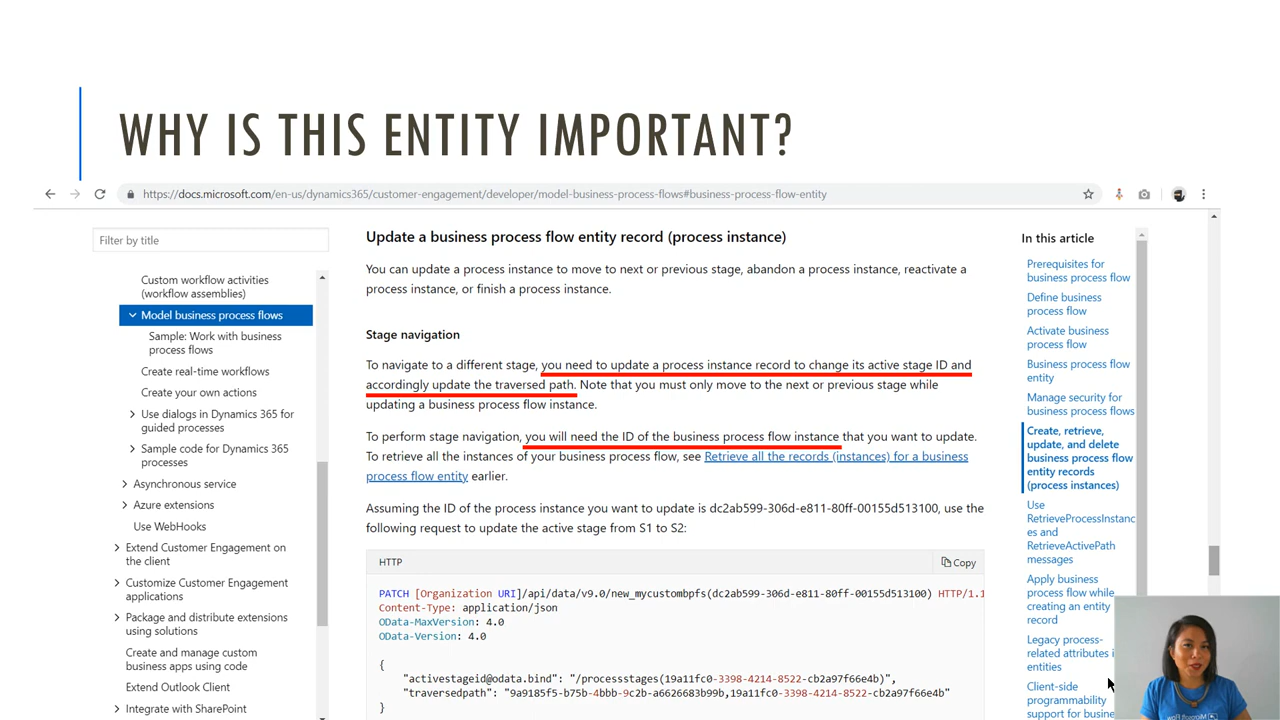 WHY IS THIS ENTITY IMPORTANT?
https://docs.microsoft.com/en-us/dynamics365/customer-engagement/developer/model-business-process-flows#business-process-flow-entity
Filter by title
Custom workflow activities
(workflow assemblies)
Model business process flows
Sample: Work with business
process flows
Create real-time workflows
Create your own actions
Use dialogs in Dynamics 365 for
guided processes
Sample code for Dynamics 365
processes
Asynchronous service
Azure extensions
Use WebHooks
Extend Customer Engagement on
the client
Customize Customer Engagement
applications
Package and distribute extensions
using solutions
Create and manage custom
business apps using code
Extend Outlook Client
Integrate with SharePoint
Update a business process flow entity record (process instance)
You can update a process instance to move to next or previous stage, abandon a process instance, reactivate a
process instance, or finish a process instance.
Stage navigation
To navigate to a different stage, you need to update a process instance record to change its active stage ID and
accordingly update the traversed path. Note that you must only move to the next or previous stage while
updating a business process flow instance.
To perform stage navigation, you will need the ID of the business process flow instance that you want to update.
To retrieve all the instances of your business process flow, see Retrieve all the records (instances) for a business
process flow entity earlier.
Assuming the ID of the process instance you want to update is dc2ab599-306d-e811-80ff-00155d513100, use the
following request to update the active stage from S1 to S2:
HTTP
Copy
PATCH [Organization URI]/api/data/v9.0/new_mycustombpfs(dc2ab599-306d-e811-80ff-00155d513100) HTTP/1.1
Content-Type: application/json
OData-MaxVersion: 4.0
OData-Version: 4.0
{
"activestageid@odata.bind": "/processstages(19a11fc0-3398-4214-8522-cb2a97f66e4b)",
"traversedpath": "9a9185f5-b75b-4bbb-9c2b-a6626683b99b,19a11fc0-3398-4214-8522-cb2a97f66e4b"
}
In this article
Prerequisites for
business process flow
Define business
process flow
Activate business
process flow
Business process flow
entity
Manage security for
business process flows
Create, retrieve,
update, and delete
business process flow
entity records
(process instances)
Use
RetrieveProcessInstanc
es and
RetrieveActivePath
messages
Apply business
process flow while
creating an entity
record
Legacy process-
related attributes i
entities
Client-side
programmability
support for busine